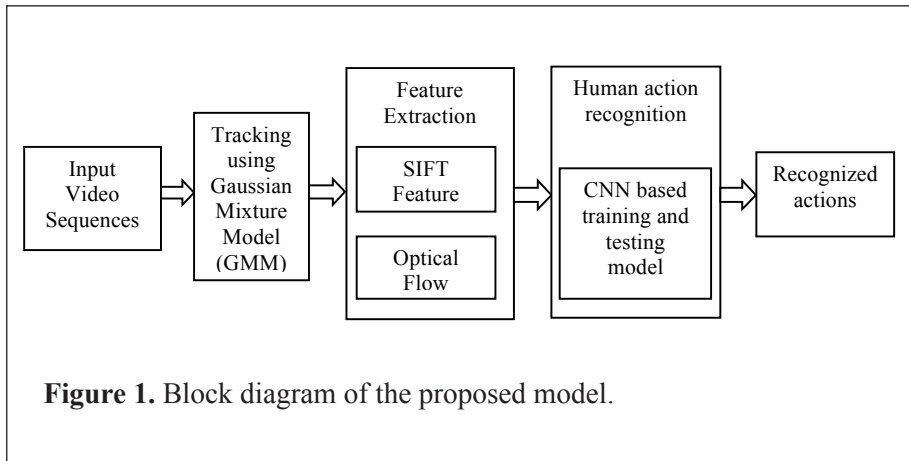 Input
Video
Sequences
Tracking
using
Gaussian
Mixture
Model
(GMM)
Feature
Extraction
SIFT
Feature
Optical
Flow
Human action
recognition
CNN based
training and
testing
model
Recognized
actions
Figure 1. Block diagram of the proposed model.